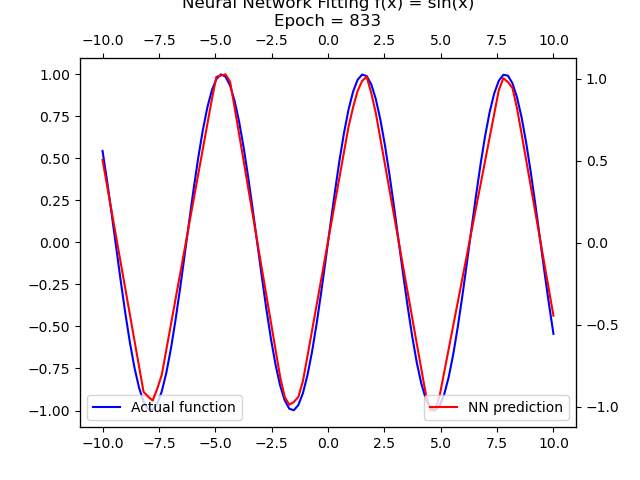 Neural Network Fitting f(x) = sin(x)
Epoch = 833
−10.0 −7.5 −5.0 −2.5 0.0 2.5 5.0 7.5 10.0
1.00
0.75
0.50
0.25
0.00
−0.25
−0.50
−0.75
−1.00
1.0
0.5
0.0
−0.5
−1.0
Actual function
NN prediction
−10.0 −7.5 −5.0 −2.5 0.0 2.5 5.0 7.5 10.0